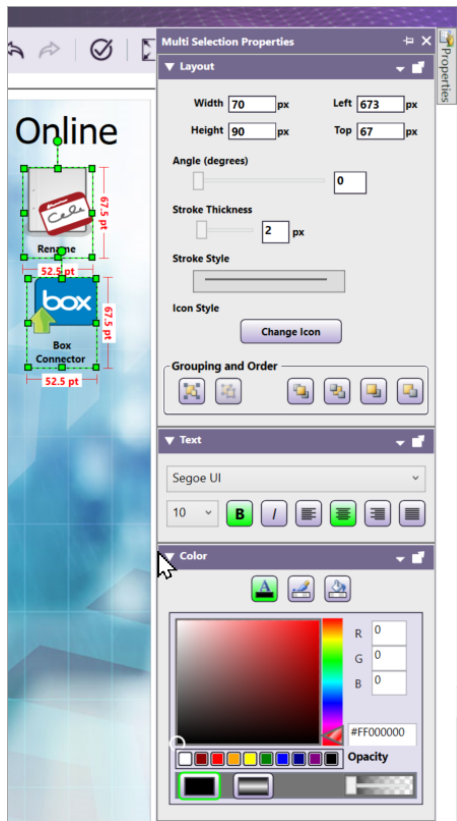 Multi Selection Properties
Properties
Layout
Online
Width 70 px Left 673 px
Height 90 px Top 67 px
Angle (degrees)
0
Stroke Thickness
2 px
Stroke Style
67.5 pt
Rename
52.5 pt
Icon Style
Change Icon
box
67.5 pt
Box
Connector
52.5 pt
Grouping and Order
Text
Segoe UI
10 B I
Color
A
R 0
G 0
B 0
#FF000000
Opacity